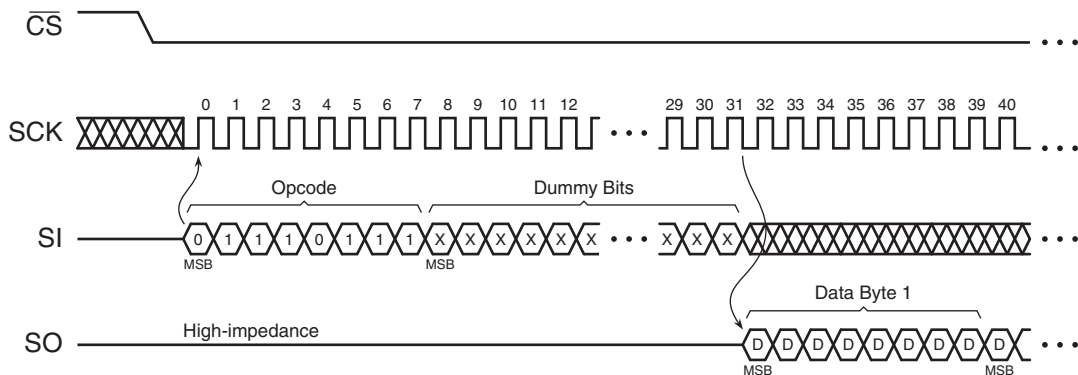 CS
0 1 2 3 4 5 6 7 8 9 10 11 12 29 30 31 32 33 34 35 36 37 38 39 40
SCK
Opcode Dummy Bits
SI 0 1 1 1 0 1 1 1 X X X X X X X X X
MSB MSB
Data Byte 1
High-impedance
SO D D D D D D D D D
MSB MSB